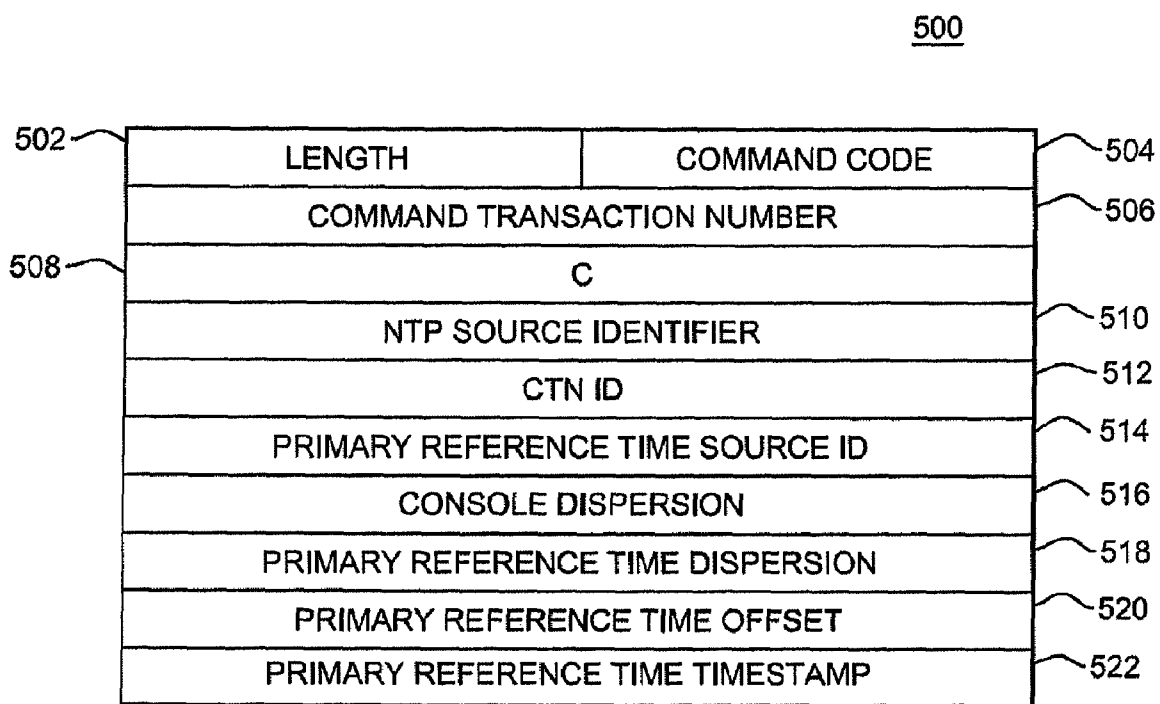 500
502 LENGTH COMMAND CODE 504
COMMAND TRANSACTION NUMBER 506
508 C
NTP SOURCE IDENTIFIER 510
CTN ID 512
PRIMARY REFERENCE TIME SOURCE ID 514
CONSOLE DISPERSION 516
PRIMARY REFERENCE TIME DISPERSION 518
PRIMARY REFERENCE TIME OFFSET 520
PRIMARY REFERENCE TIME TIMESTAMP 522